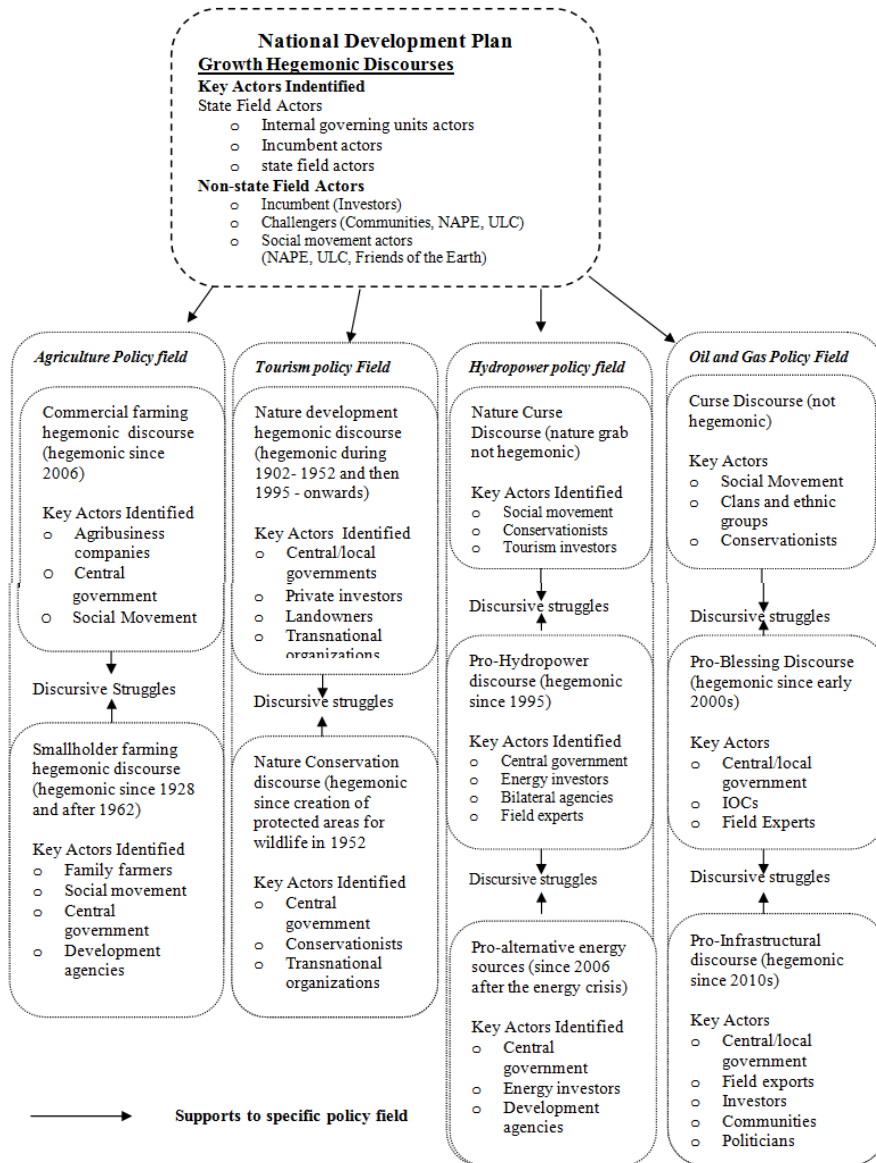 National Development Plan
Growth Hegemonic Discourses
Key Actors Indentified
State Field Actors
o Internal governing units actors
o Incumbent actors
o state field actors
Non-state Field Actors
o Incumbent (Investors)
o Challengers (Communities, NAPE, ULC)
o Social movement actors
(NAPE, ULC, Friends of the Earth)
Agriculture Policy field
Commercial farming
hegemonic discourse
(hegemonic since
2006)
Key Actors Identified
o Agribusiness
companies
o Central
government
o Social Movement
Discursive Struggles
Smallholder farming
hegemonic discourse
(hegemonic since 1928
and after 1962)
Key Actors Identified
o Family farmers
o Social movement
o Central
government
o Development
agencies
Tourism policy Field
Nature development
hegemonic discourse
(hegemonic during
1902- 1952 and then
1995 - onwards)
Key Actors Identified
o Central/local
governments
o Private investors
o Landowners
o Transnational
organizations
Discursive struggles
Nature Conservation
discourse (hegemonic
since creation of
protected areas for
wildlife in 1952
Key Actors Identified
o Central
government
o Conservationists
o Transnational
organizations
Hydropower policy field
Nature Curse
Discourse (nature grab
not hegemonic)
Key Actors Identified
o Social movement
o Conservationists
o Tourism investors
Discursive struggles
Pro-Hydropower
discourse (hegemonic
since 1995)
Key Actors Identified
o Central government
o Energy investors
o Bilateral agencies
o Field experts
Discursive struggles
Pro-alternative energy
sources (since 2006
after the energy crisis)
Key Actors Identified
o Central
government
o Energy investors
o Development
agencies
Oil and Gas Policy Field
Curse Discourse (not
hegemonic)
Key Actors
o Social Movement
o Clans and ethnic
groups
o Conservationists
Discursive struggles
Pro-Blessing Discourse
(hegemonic since early
2000s)
Key Actors
o Central/local
government
o IOCs
o Field Experts
Discursive struggles
Pro-Infrastructural
discourse (hegemonic
since 2010s)
Key Actors
o Central/local
government
o Field exports
o Investors
o Communities
o Politicians
Supports to specific policy field